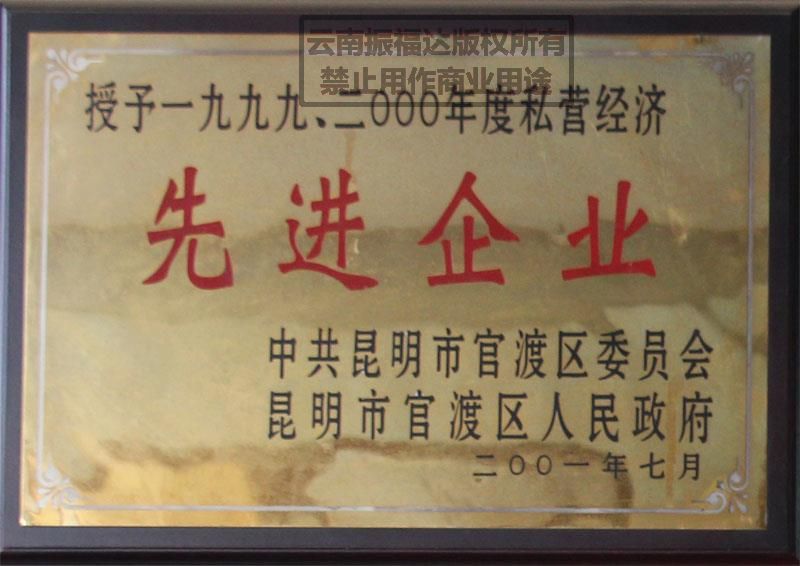 云南振福达版权所有
禁止用作商业用途
授予一九九九、二000年度私营经济
先进企业
中共昆明市官渡区委员会
昆明市官渡区人民政府
二00一年七月